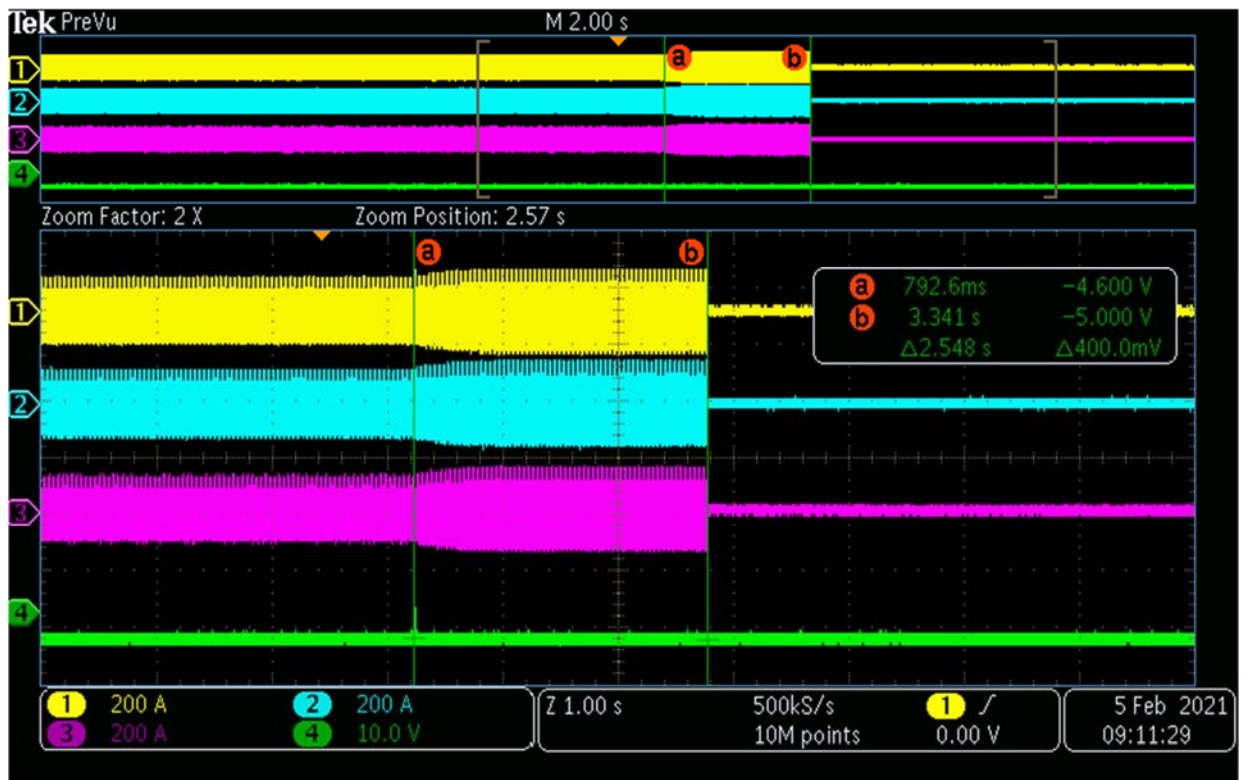 Tek PreVu M 2.00 s
a b
1
2
3
4
Zoom Factor: 2 X Zoom Position: 2.57 s
a b
a 792.6ms -4.600 V
1
b 3.341 s -5.000 V
Δ2.548 s Δ400.0mV
2
3
4
1 200 A 2 200 A Z 1.00 s 500kS/s 1 5 Feb 2021
3 200 A 4 10.0 V 10M points 0.00 V 09:11:29